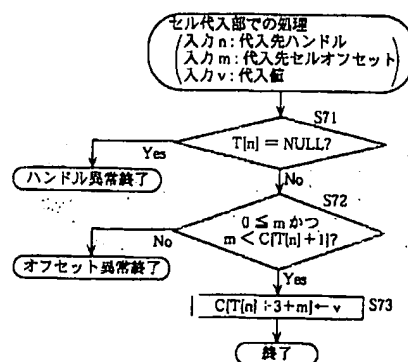 セル代入部での処理
入力n:代入先ハンドル
入力m:代入先セルオフセット
入力v:代入値
S71
T[n]=NULL?
Yes
ハンドル異常終了
No
S72
0≦mかつ
m<C[T[n]+1]?
No
オフセット異常終了
Yes
C[T[n]+3+m]←v
S73
終了